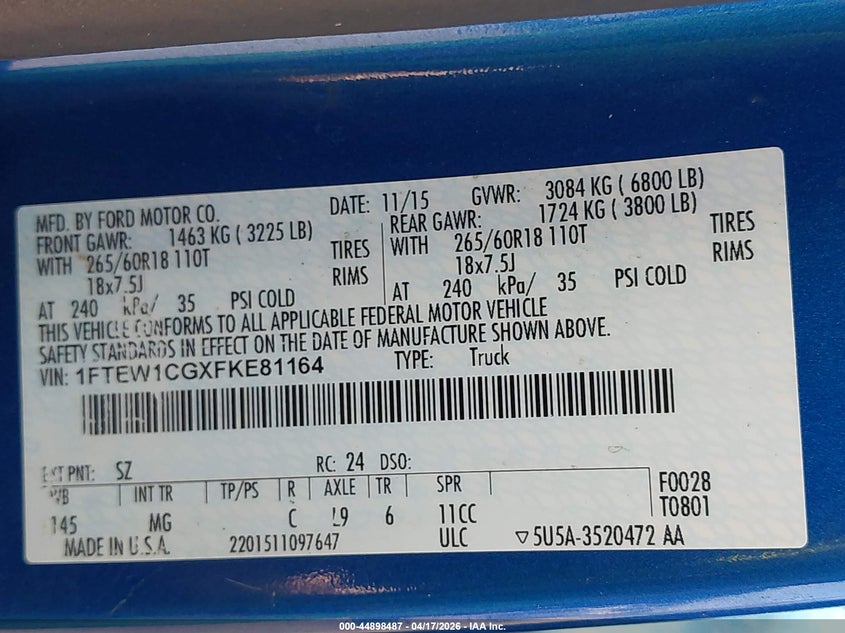 MFD. BY FORD MOTOR CO. DATE: 11/15 GVWR: 3084 KG ( 6800 LB)
FRONT GAWR: 1463 KG ( 3225 LB) REAR GAWR: 1724 KG ( 3800 LB)
WITH 265/60R18 110T TIRES WITH 265/60R18 110T TIRES
18x7.5J RIMS 18x7.5J RIMS
AT 240 kPa/ 35 PSI COLD AT 240 kPa/ 35 PSI COLD
THIS VEHICLE CONFORMS TO ALL APPLICABLE FEDERAL MOTOR VEHICLE
SAFETY STANDARDS IN EFFECT ON THE DATE OF MANUFACTURE SHOWN ABOVE.
VIN: 1FTEW1CGXFKE81164 TYPE: Truck
EXT PNT: SZ RC: 24 DSO:
WB INT TR TP/PS R AXLE TR SPR F0028
145 MG C L9 6 11CC T0801
MADE IN U.S.A. 2201511097647 ULC ▽5U5A-3520472 AA
000-44898487 - 04/17/2026 - IAA Inc.